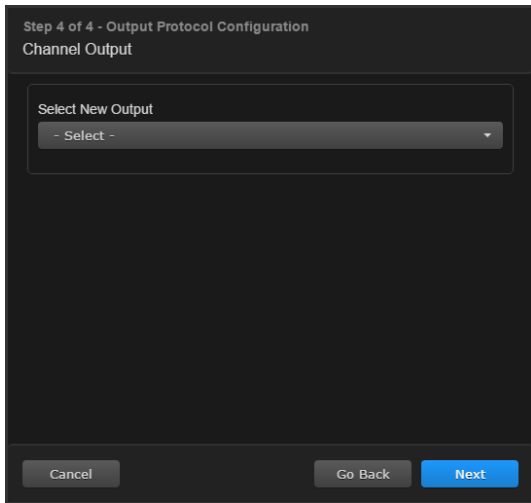 Step 4 of 4 - Output Protocol Configuration
Channel Output
Select New Output
- Select -
Cancel
Go Back
Next